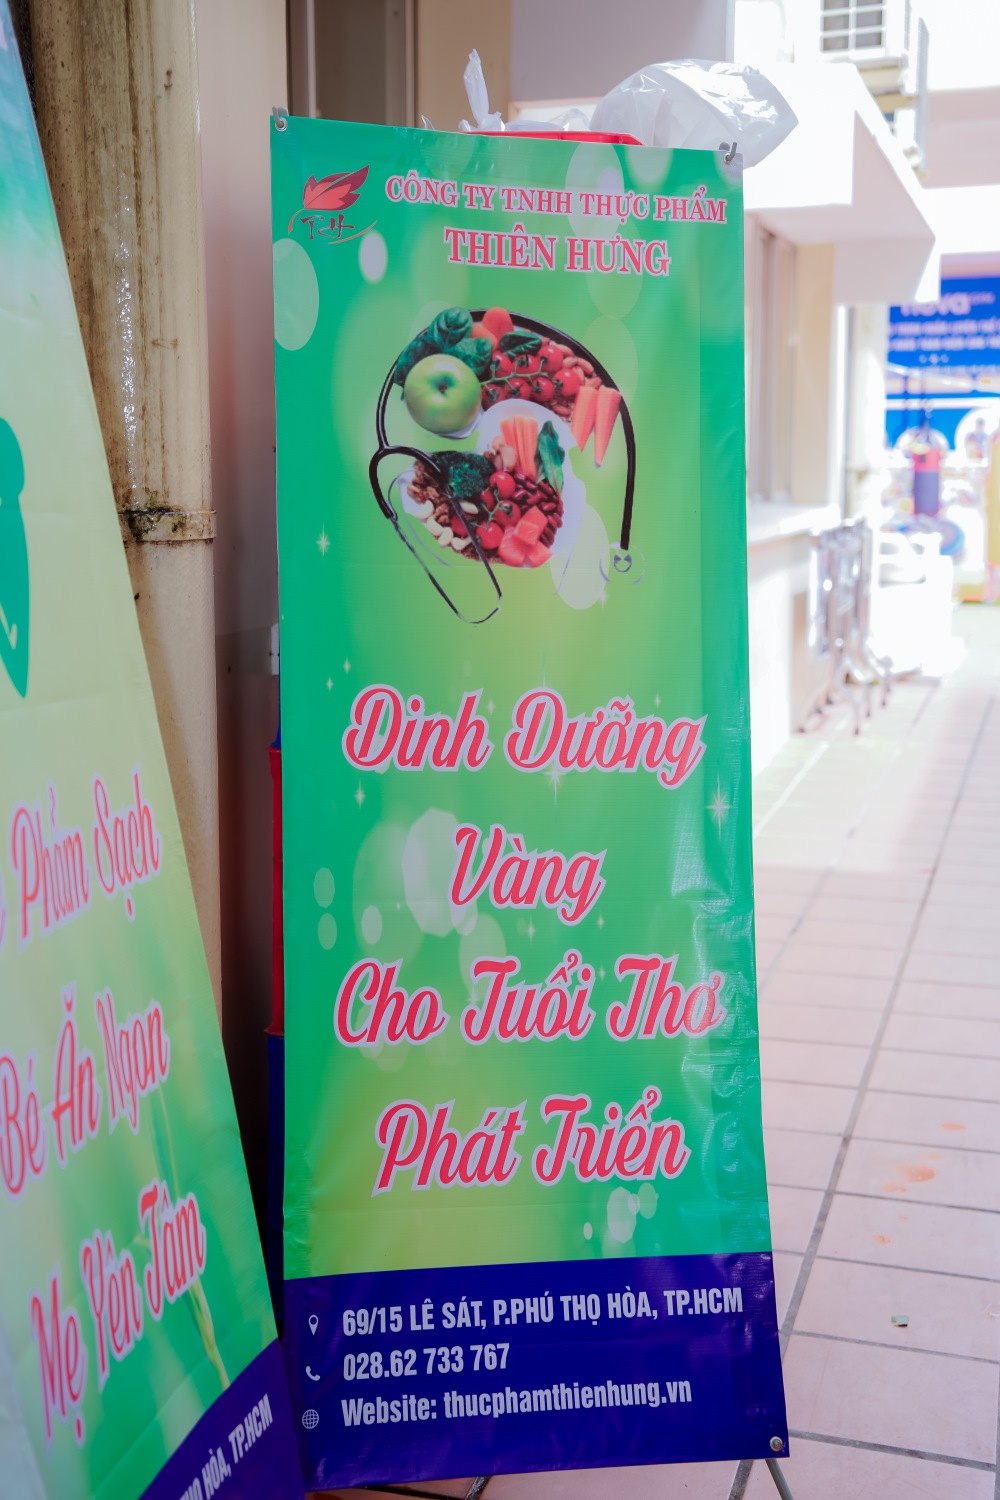 TH
CÔNG TY TNHH THỰC PHẨM
THIÊN HƯNG
Dinh Dưỡng
Vàng
Cho Tuổi Thơ
Phát Triển
69/15 LÊ SÁT, P.PHÚ THỌ HÒA, TP.HCM
028.62 733 767
Website: thucphamthienhung.vn
Phẩm Sạch
Bé Ăn Ngon
Mẹ Yên Tâm
HÒA, TP.HCM
nova